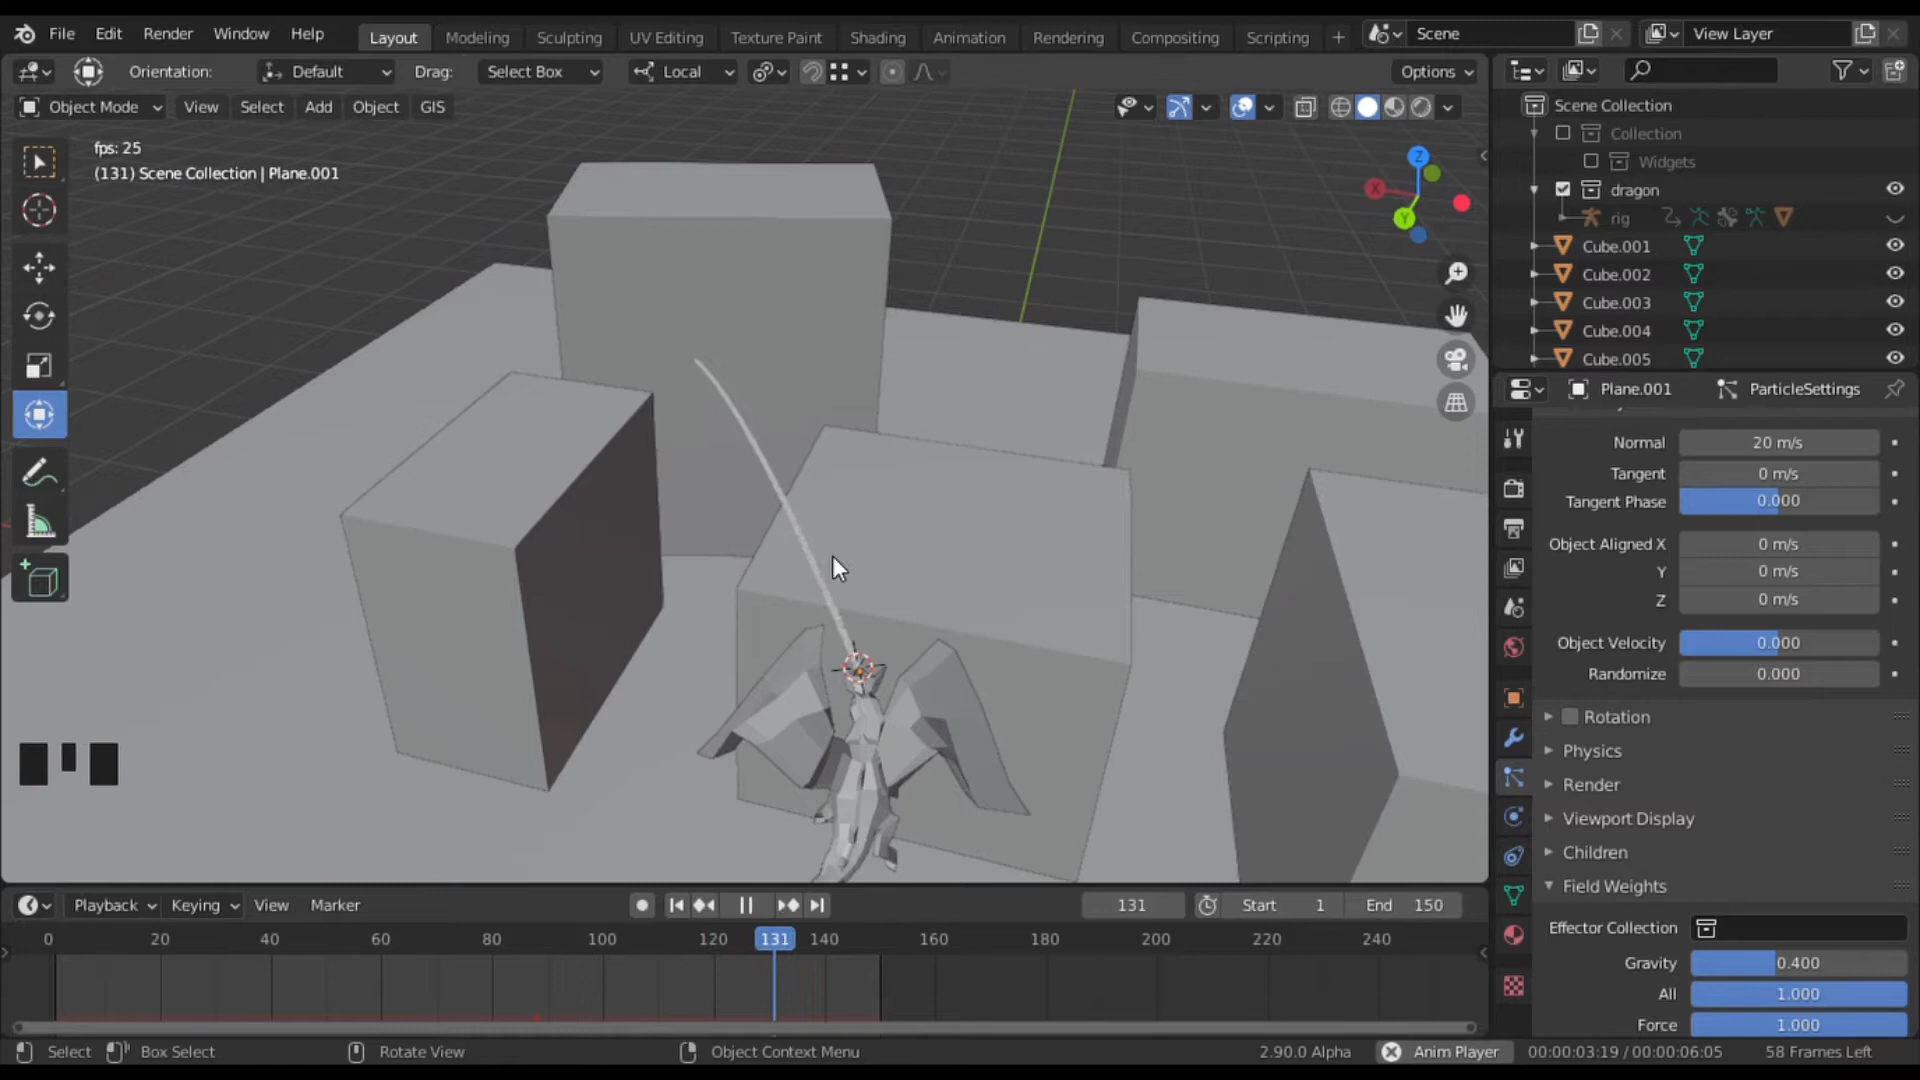 File Edit Render Window Help Layout Modeling Sculpting UV Editing Texture Paint Shading Animation Rendering Compositing Scripting + Scene View Layer
Orientation: Default Drag: Select Box Local Options
Object Mode View Select Add Object GIS
fps: 25
(131) Scene Collection | Plane.001
Z
X
Y
Scene Collection
Collection
Widgets
dragon
rig
Cube.001
Cube.002
Cube.003
Cube.004
Cube.005
Plane.001 ParticleSettings
Normal 20 m/s
Tangent 0 m/s
Tangent Phase 0.000
Object Aligned X 0 m/s
Y 0 m/s
Z 0 m/s
Object Velocity 0.000
Randomize 0.000
Rotation
Physics
Render
Viewport Display
Children
Field Weights
Effector Collection
Gravity 0.400
All 1.000
Force 1.000
Playback Keying View Marker 131 Start 1 End 150
0 20 40 60 80 100 120 131 140 160 180 200 220 240
Select Box Select Rotate View Object Context Menu 2.90.0 Alpha Anim Player 00:00:03:19 / 00:00:06:05 58 Frames Left